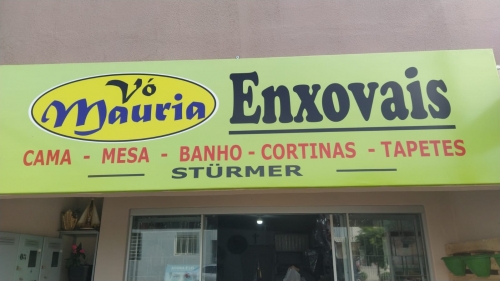 Vó
Mauria
Enxovais
CAMA - MESA - BANHO - CORTINAS - TAPETES
STÜRMER